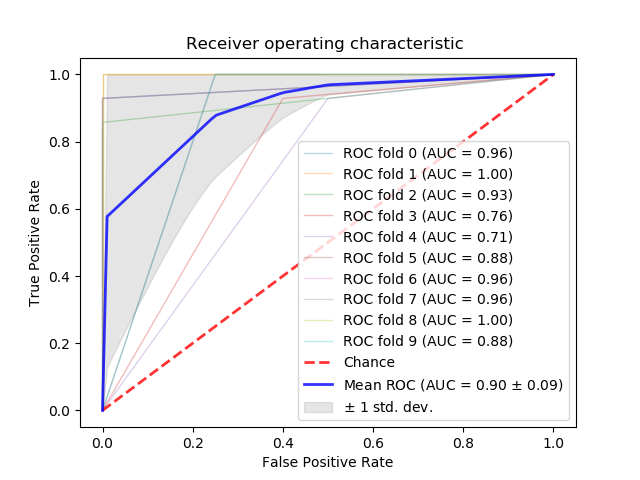 Receiver operating characteristic
True Positive Rate
1.0
0.8
0.6
0.4
0.2
0.0
ROC fold 0 (AUC = 0.96)
ROC fold 1 (AUC = 1.00)
ROC fold 2 (AUC = 0.93)
ROC fold 3 (AUC = 0.76)
ROC fold 4 (AUC = 0.71)
ROC fold 5 (AUC = 0.88)
ROC fold 6 (AUC = 0.96)
ROC fold 7 (AUC = 0.96)
ROC fold 8 (AUC = 1.00)
ROC fold 9 (AUC = 0.88)
Chance
Mean ROC (AUC = 0.90 ± 0.09)
± 1 std. dev.
0.0 0.2 0.4 0.6 0.8 1.0
False Positive Rate